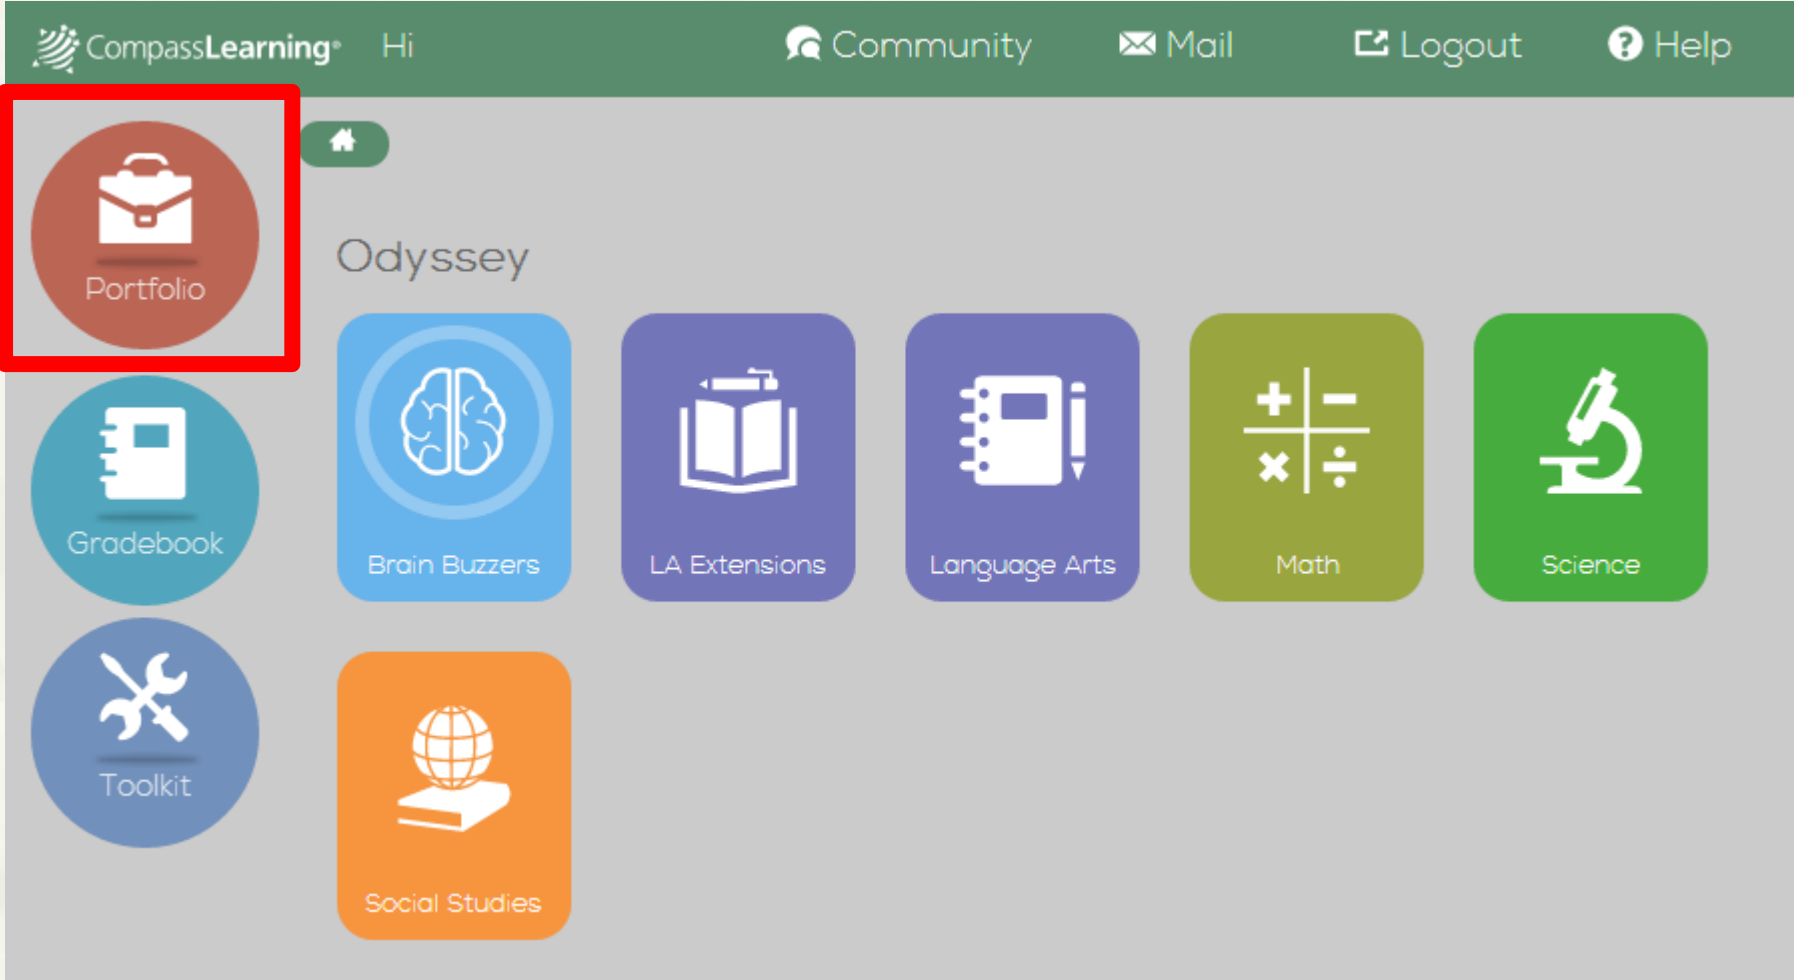 CompassLearning® Hi Community Mail Logout Help
Portfolio
Gradebook
Toolkit
Odyssey
Brain Buzzers
LA Extensions
Language Arts
Math
Science
Social Studies